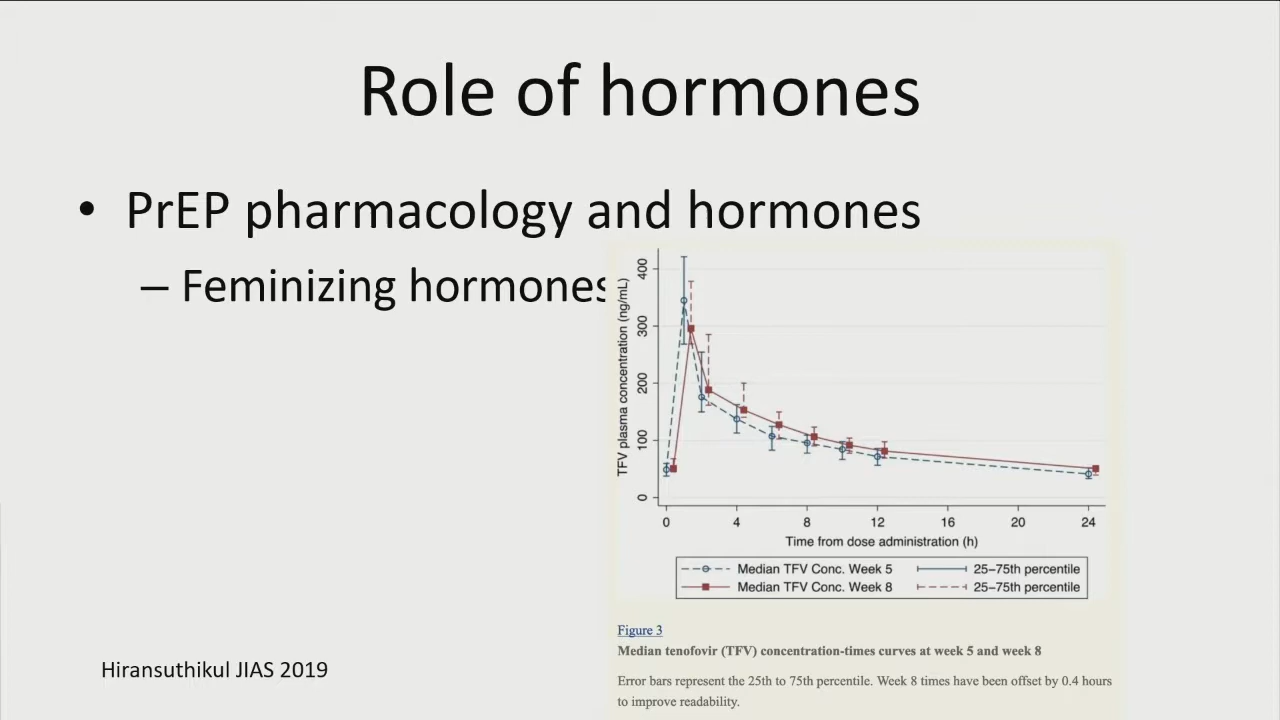 Role of hormones
• PrEP pharmacology and hormones
– Feminizing hormones
TFV plasma concentration (ng/mL)
400
300
200
100
0
0 4 8 12 16 20 24
Time from dose administration (h)
Median TFV Conc. Week 5 25–75th percentile
Median TFV Conc. Week 8 25–75th percentile
Figure 3
Median tenofovir (TFV) concentration-times curves at week 5 and week 8
Error bars represent the 25th to 75th percentile. Week 8 times have been offset by 0.4 hours
to improve readability.
Hiransuthikul JIAS 2019